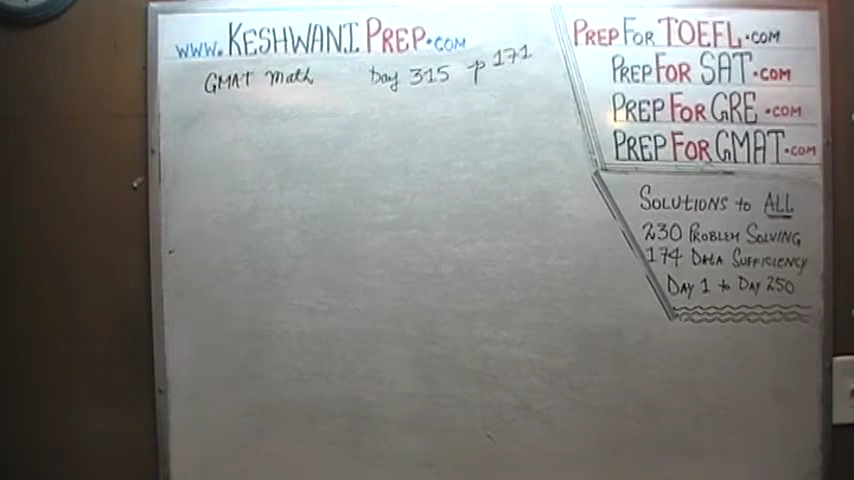 www.KESHWANI PREP.COM
GMAT Math Day 315 p 171
PREP FOR TOEFL.COM
PREP FOR SAT.COM
PREP FOR GRE.COM
PREP FOR GMAT.COM
SOLUTIONS to ALL
230 PROBLEM SOLVING
174 DATA SUFFICIENCY
DAY 1 to DAY 250